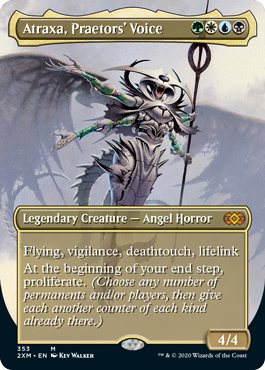 Atraxa, Praetors' Voice
Legendary Creature — Angel Horror
Flying, vigilance, deathtouch, lifelink
At the beginning of your end step,
proliferate. (Choose any number of
permanents and/or players, then give
each another counter of each kind
already there.)
4/4
353 M
2XM • EN Key Walker
™ & © 2020 Wizards of the Coast